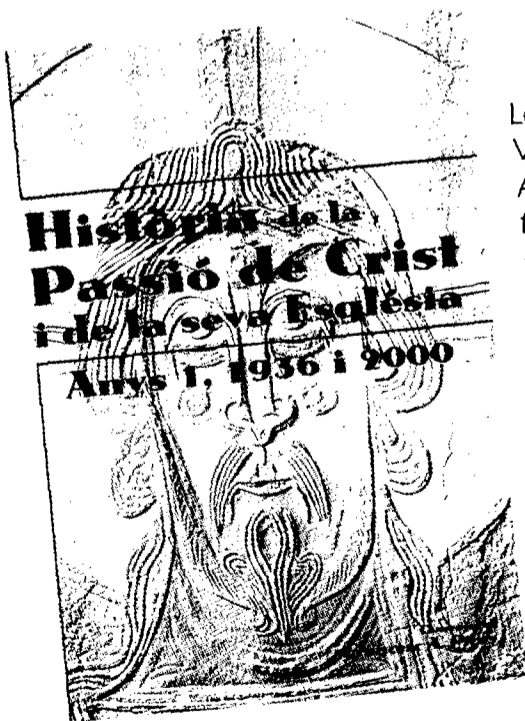 Història de la
Passió de Crist
i de la seva Església
Anys 1, 1936 i 2000